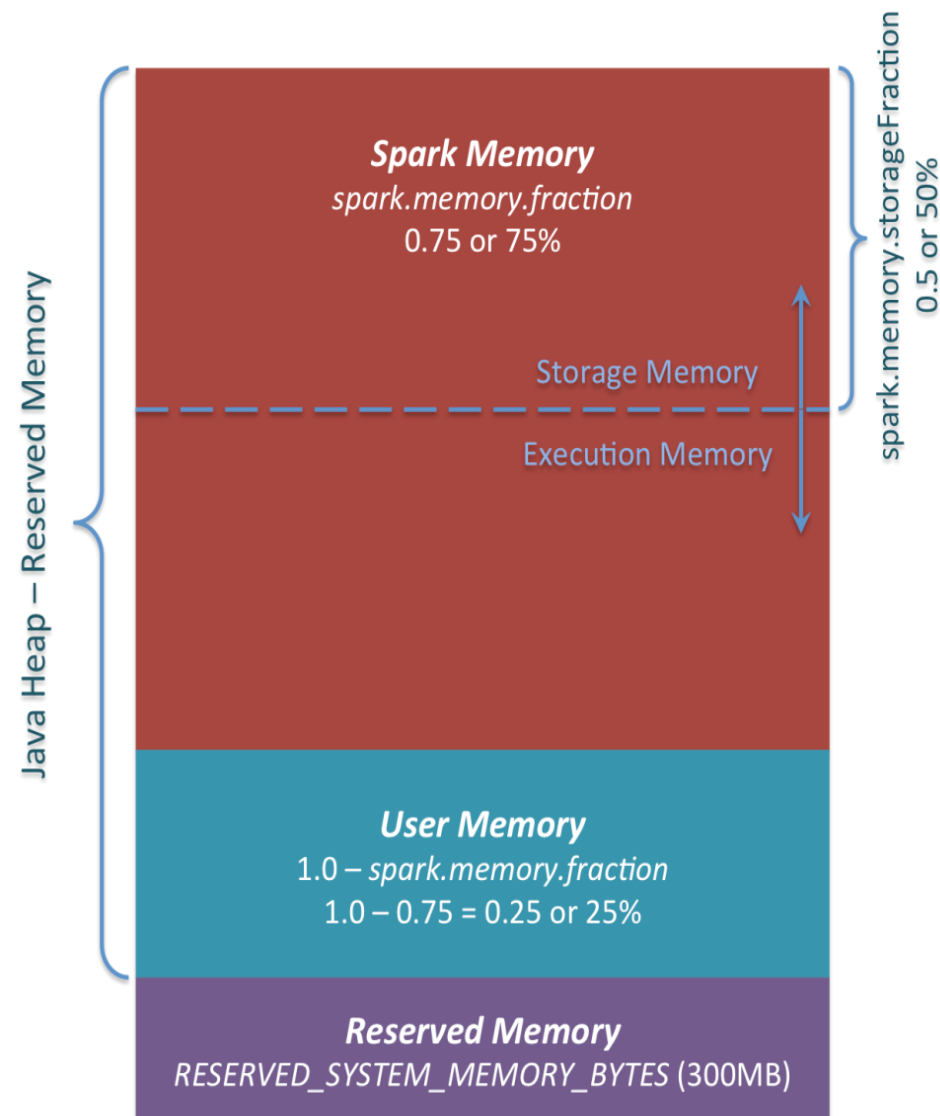 Spark Memory
spark.memory.fraction
0.75 or 75%
Storage Memory
Execution Memory
User Memory
1.0 – spark.memory.fraction
1.0 – 0.75 = 0.25 or 25%
Reserved Memory
RESERVED_SYSTEM_MEMORY_BYTES (300MB)
Java Heap – Reserved Memory
spark.memory.storageFraction
0.5 or 50%